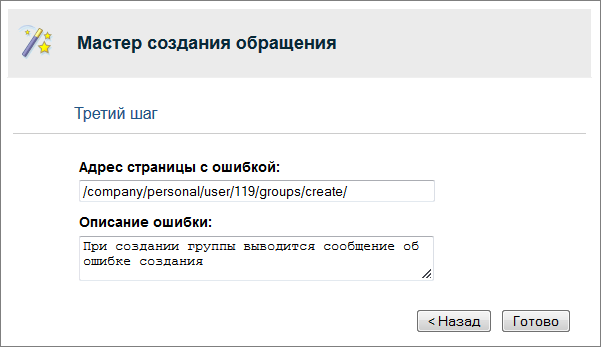 Мастер создания обращения
Третий шаг
Адрес страницы с ошибкой:
/company/personal/user/119/groups/create/
Описание ошибки:
При создании группы выводится сообщение об
ошибке создания
< Назад
Готово